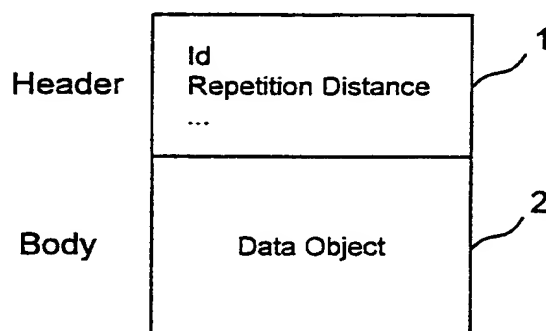 Header
Id
Repetition Distance
...
1
Body
Data Object
2